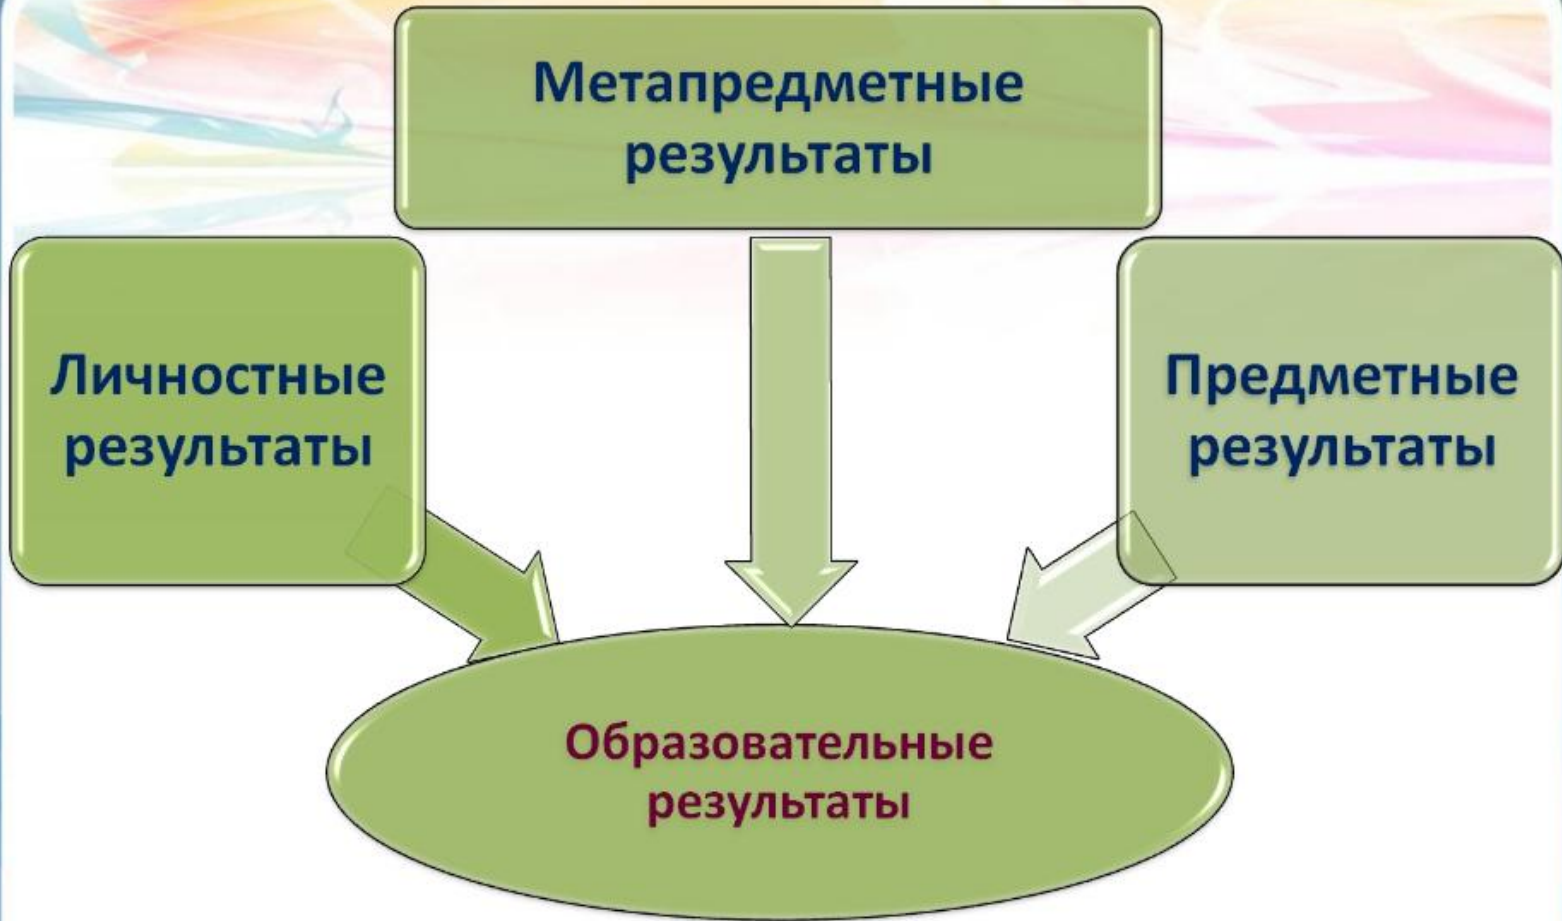 Метапредметные
результаты
Личностные
результаты
Предметные
результаты
Образовательные
результаты